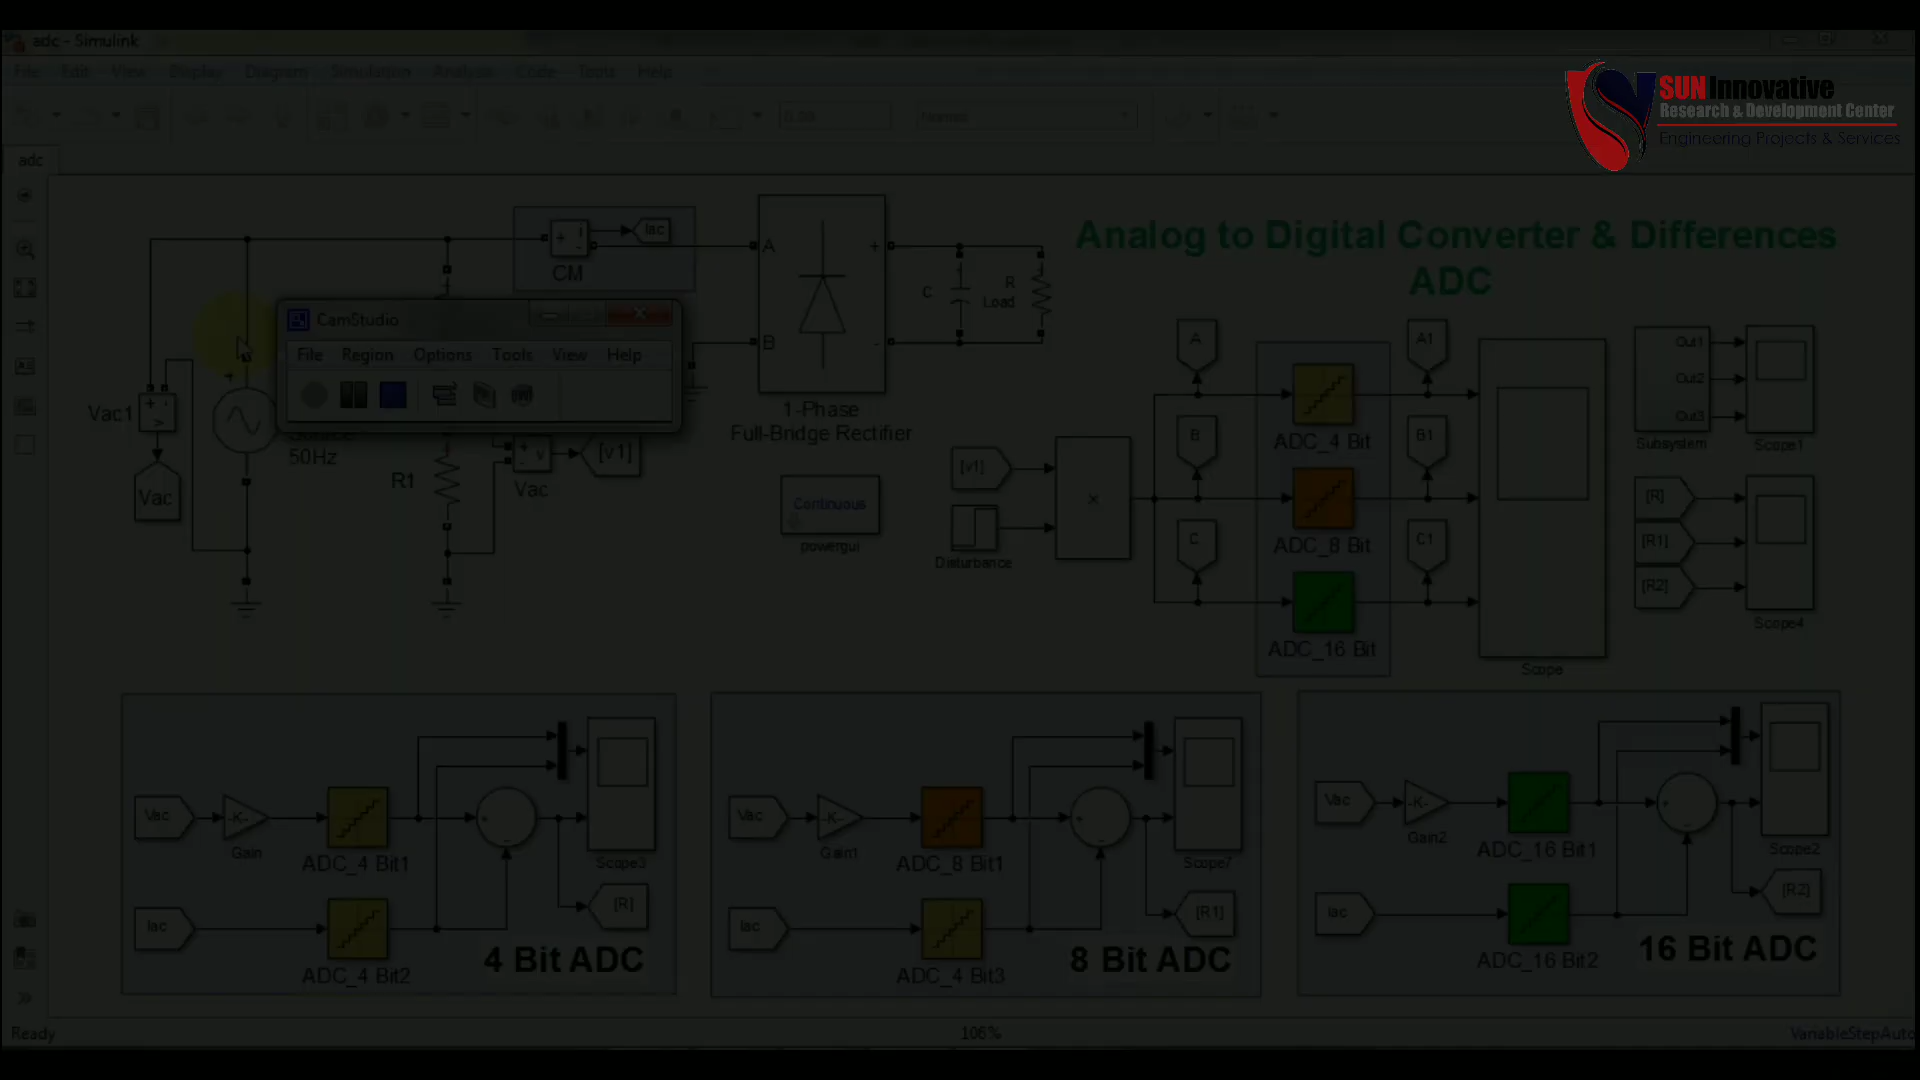 adc - Simulink
File Edit View Display Diagram Simulation Analysis Code Tools Help
Normal
adc
SUN Innovative
Research & Development Center
Engineering Projects & Services
Analog to Digital Converter & Differences
ADC
Iac
CM
A
B
+
-
1-Phase
Full-Bridge Rectifier
C
R
Load
CamStudio
File Region Options Tools View Help
Vac1
Vac
50Hz
R1
Vac
[v1]
Continuous
powergui
[v1]
Disturbance
×
A
B
C
ADC_4 Bit
ADC_8 Bit
ADC_16 Bit
A1
B1
C1
Scope
Out1
Out2
Out3
Subsystem
Scope1
[R]
[R1]
[R2]
Scope4
Vac
-K-
Gain
ADC_4 Bit1
Scope3
Iac
ADC_4 Bit2
[R]
4 Bit ADC
Vac
-K-
Gain1
ADC_8 Bit1
Scope7
Iac
ADC_4 Bit3
[R1]
8 Bit ADC
Vac
-K-
Gain2
ADC_16 Bit1
Scope2
Iac
ADC_16 Bit2
[R2]
16 Bit ADC
Ready
106%
VariableStepAuto